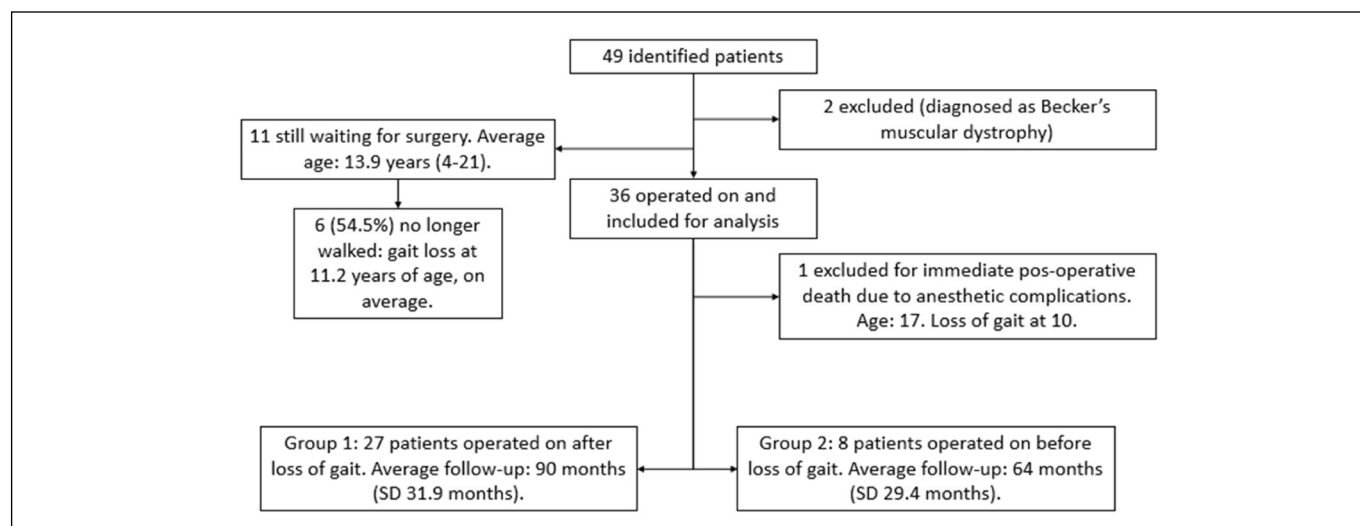 49 identified patients
2 excluded (diagnosed as Becker's
muscular dystrophy)
11 still waiting for surgery. Average
age: 13.9 years (4-21).
36 operated on and
included for analysis
6 (54.5%) no longer
walked: gait loss at
11.2 years of age, on
average.
1 excluded for immediate pos-operative
death due to anesthetic complications.
Age: 17. Loss of gait at 10.
Group 1: 27 patients operated on after
loss of gait. Average follow-up: 90 months
(SD 31.9 months).
Group 2: 8 patients operated on before
loss of gait. Average follow-up: 64 months
(SD 29.4 months).